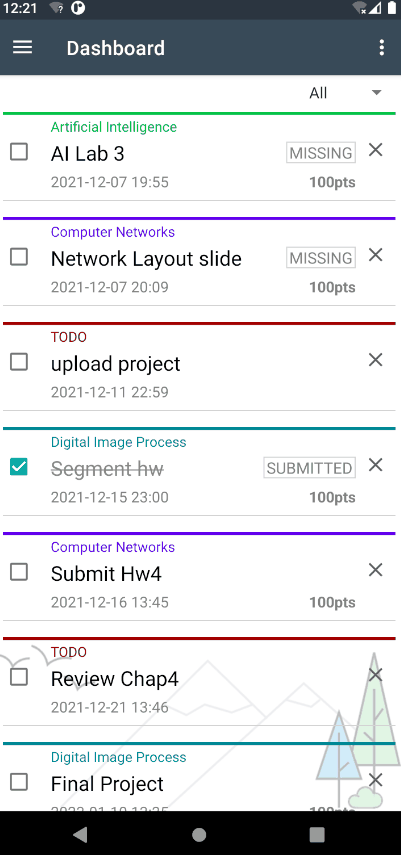 12:21
Dashboard
All
Artificial Intelligence
AI Lab 3
MISSING
2021-12-07 19:55
100pts
Computer Networks
Network Layout slide
MISSING
2021-12-07 20:09
100pts
TODO
upload project
2021-12-11 22:59
Digital Image Process
Segment hw
SUBMITTED
2021-12-15 23:00
100pts
Computer Networks
Submit Hw4
2021-12-16 13:45
100pts
TODO
Review Chap4
2021-12-21 13:46
Digital Image Process
Final Project